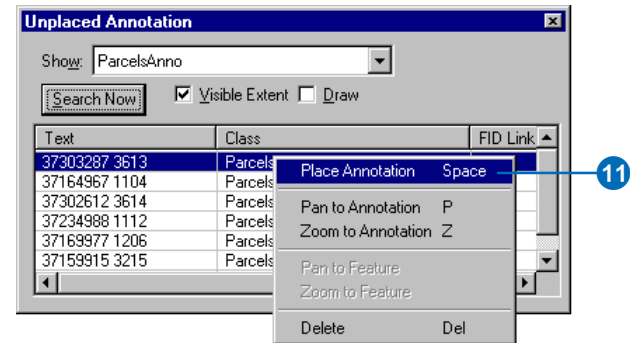 Unplaced Annotation
Show: ParcelsAnno
Search Now Visible Extent Draw
Text Class FID Link
37303287 3613 Parcels
37164967 1104 Parcels
37302612 3614 Parcels
37234988 1112 Parcels
37169977 1206 Parcels
37159915 3215 Parcels
Place Annotation Space
11
Pan to Annotation P
Zoom to Annotation Z
Pan to Feature
Zoom to Feature
Delete Del